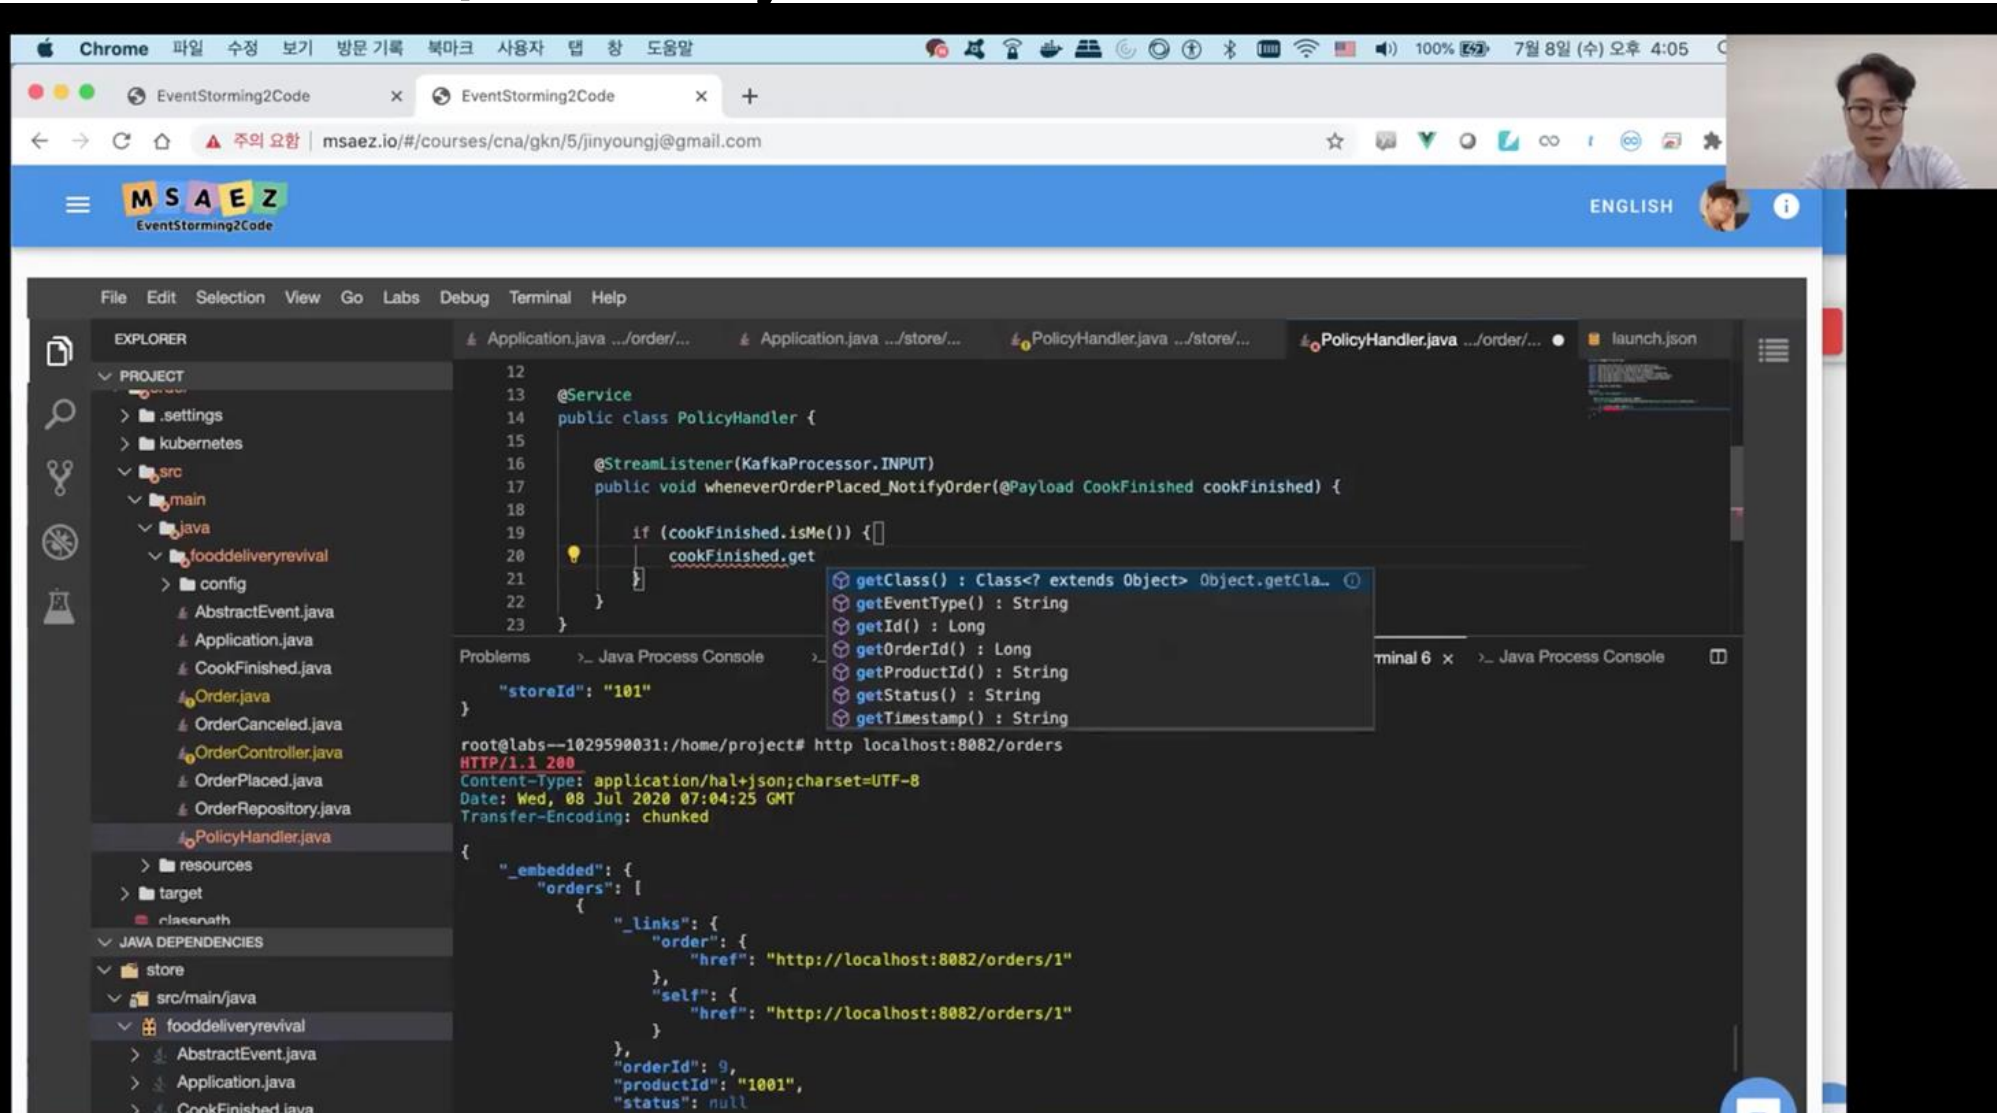 Chrome 파일 수정 보기 방문 기록 북마크 사용자 탭 창 도움말 100% 7월 8일 (수) 오후 4:05
EventStorming2Code × EventStorming2Code × +
주의 요함 | msaez.io/#/courses/cna/gkn/5/jinyoungj@gmail.com
MSAEZ
EventStorming2Code
ENGLISH
File Edit Selection View Go Labs Debug Terminal Help
EXPLORER
PROJECT
.settings
kubernetes
src
main
java
fooddeliveryrevival
config
AbstractEvent.java
Application.java
CookFinished.java
Order.java
OrderCanceled.java
OrderController.java
OrderPlaced.java
OrderRepository.java
PolicyHandler.java
resources
target
classpath
JAVA DEPENDENCIES
store
src/main/java
fooddeliveryrevival
AbstractEvent.java
Application.java
CookFinished.java
Application.java .../order/... Application.java .../store/... PolicyHandler.java .../store/... PolicyHandler.java .../order/... ● launch.json
12
13 @Service
14 public class PolicyHandler {
15
16 @StreamListener(KafkaProcessor.INPUT)
17 public void wheneverOrderPlaced_NotifyOrder(@Payload CookFinished cookFinished) {
18
19 if (cookFinished.isMe()) {
20 cookFinished.get
21 }
22 }
23 }
getClass() : Class<? extends Object> Object.getCla...
getEventType() : String
getId() : Long
getOrderId() : Long
getProductId() : String
getStatus() : String
getTimestamp() : String
Problems >_ Java Process Console >_ rminal 6 × >_ Java Process Console
"storeId": "101"
}
root@labs--1029590031:/home/project# http localhost:8082/orders
HTTP/1.1 200
Content-Type: application/hal+json;charset=UTF-8
Date: Wed, 08 Jul 2020 07:04:25 GMT
Transfer-Encoding: chunked
{
"_embedded": {
"orders": [
{
"_links": {
"order": {
"href": "http://localhost:8082/orders/1"
},
"self": {
"href": "http://localhost:8082/orders/1"
}
},
"orderId": 9,
"productId": "1001",
"status": null